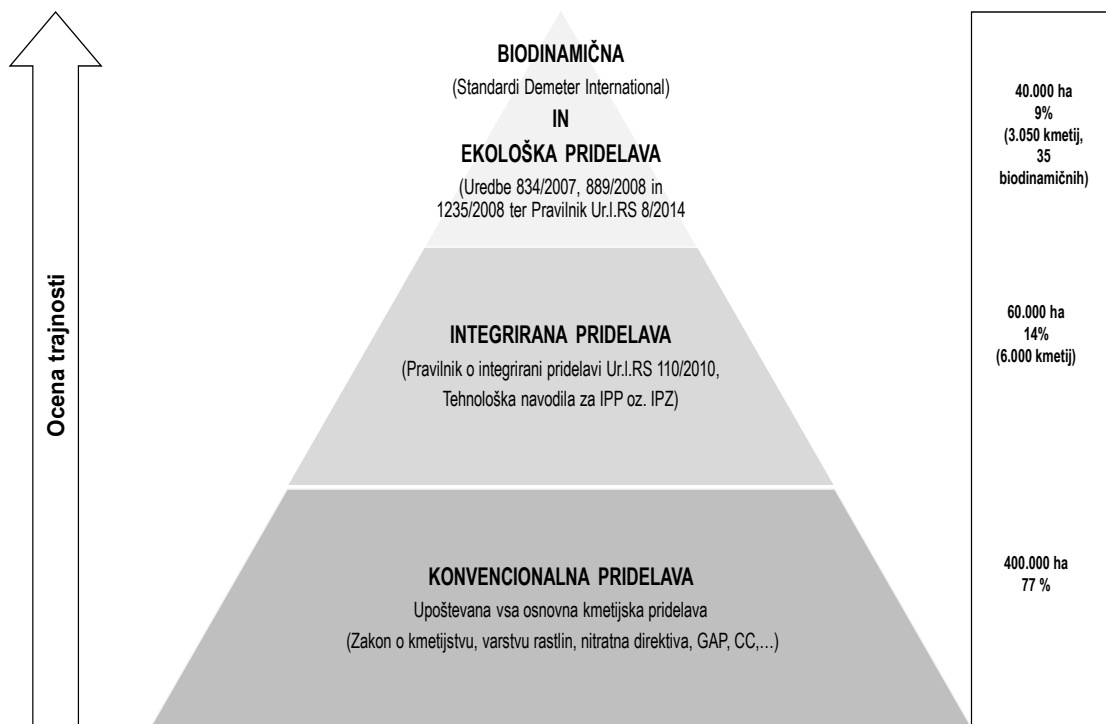 Ocena trajnosti
BIODINAMIČNA
(Standardi Demeter International)
IN
EKOLOŠKA PRIDELAVA
(Uredbe 834/2007, 889/2008 in
1235/2008 ter Pravilnik Ur.l.RS 8/2014
40.000 ha
9%
(3.050 kmetij,
35
biodinamičnih)
INTEGRIRANA PRIDELAVA
(Pravilnik o integrirani pridelavi Ur.l.RS 110/2010,
Tehnološka navodila za IPP oz. IPZ)
60.000 ha
14%
(6.000 kmetij)
KONVENCIONALNA PRIDELAVA
Upoštevana vsa osnovna kmetijska pridelava
(Zakon o kmetijstvu, varstvu rastlin, nitratna direktiva, GAP, CC,…)
400.000 ha
77 %